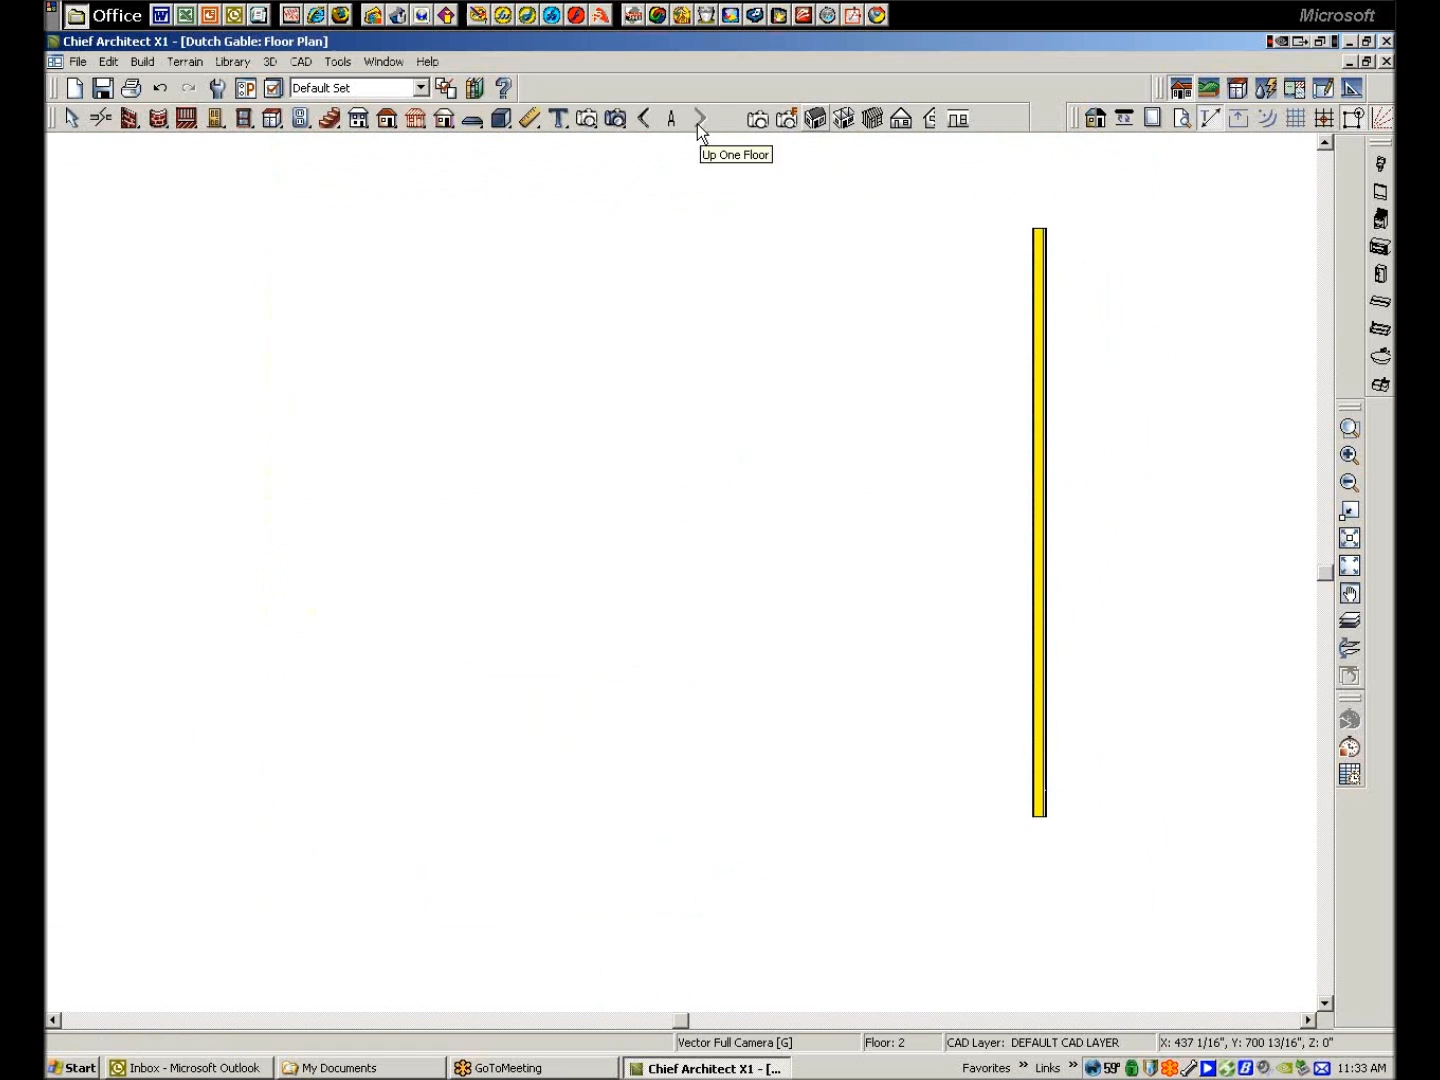 Office
Microsoft
Chief Architect X1 - [Dutch Gable: Floor Plan]
File Edit Build Terrain Library 3D CAD Tools Window Help
Default Set
Up One Floor
Vector Full Camera [G] Floor: 2 CAD Layer: DEFAULT CAD LAYER X: 437 1/16", Y: 700 13/16", Z: 0"
Start Inbox - Microsoft Outlook My Documents GoToMeeting Chief Architect X1 - [... Favorites » Links » 59° 11:33 AM